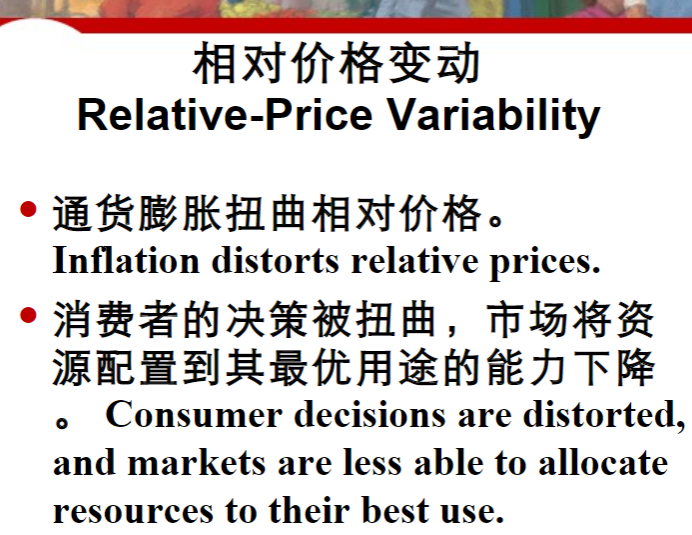 相对价格变动
Relative-Price Variability
• 通货膨胀扭曲相对价格。
Inflation distorts relative prices.
• 消费者的决策被扭曲，市场将资
源配置到其最优用途的能力下降
。 Consumer decisions are distorted,
and markets are less able to allocate
resources to their best use.